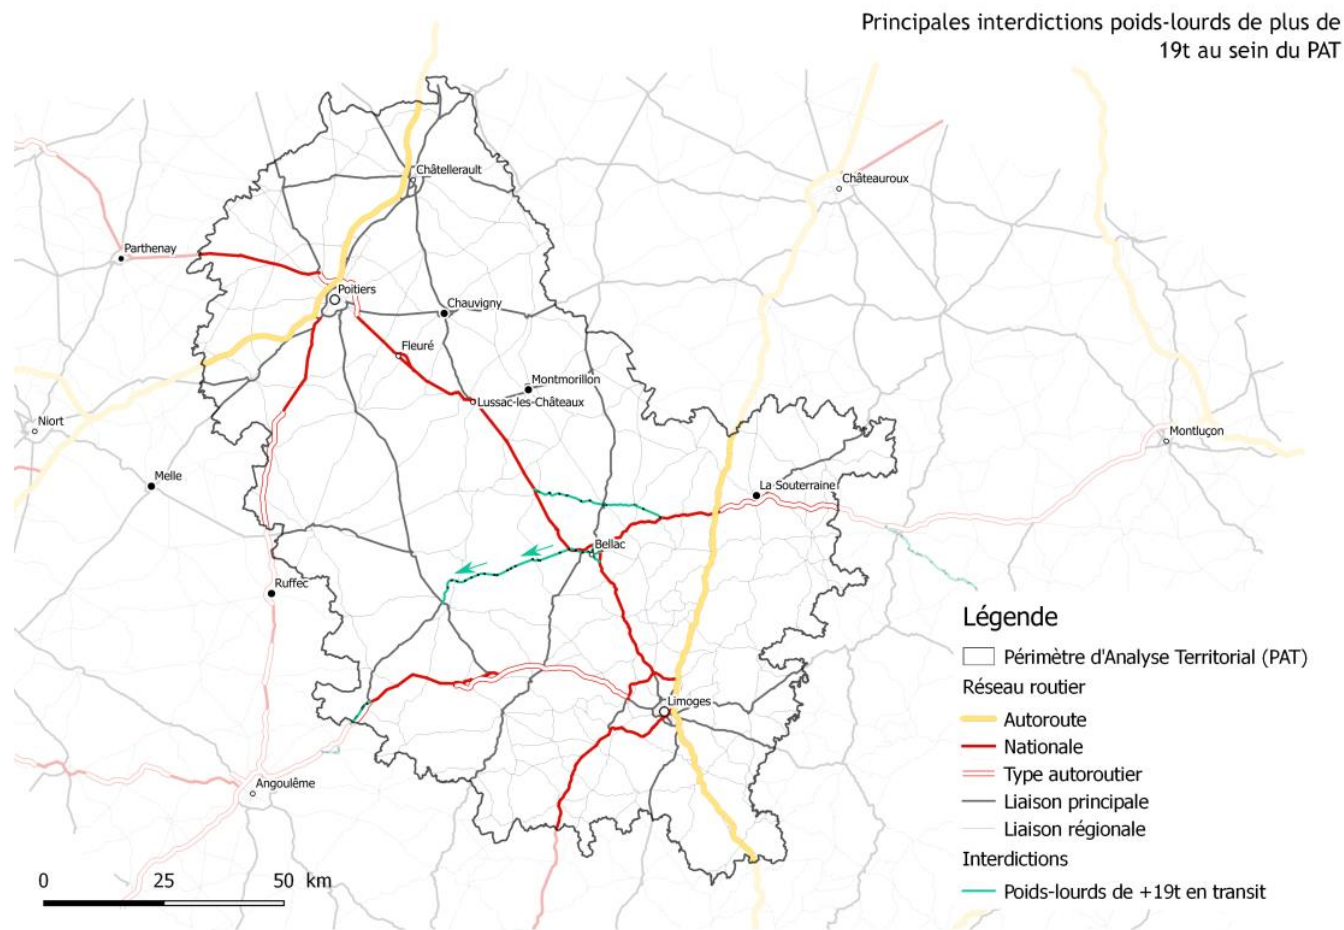 Principales interdictions poids-lourds de plus de
19t au sein du PAT
Châtellerault
Châteauroux
Parthenay
Poitiers
Chauvigny
Fleuré
Montmorillon
Lussac-les-Châteaux
Niort
Montluçon
Melle
La Souterraine
Bellac
Ruffec
Limoges
Angoulême
0 25 50 km
Légende
Périmètre d'Analyse Territorial (PAT)
Réseau routier
Autoroute
Nationale
Type autoroutier
Liaison principale
Liaison régionale
Interdictions
Poids-lourds de +19t en transit